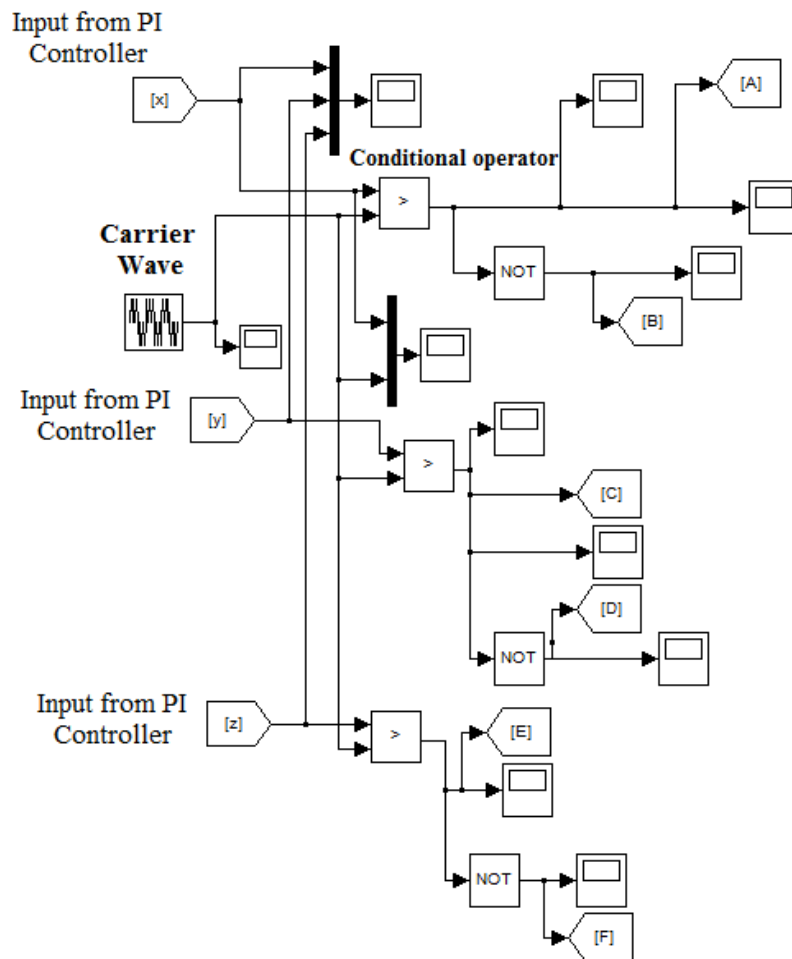 Input from PI
Controller
[x]
[A]
Conditional operator
>
Carrier
Wave
NOT
[B]
Input from PI
Controller
[y]
>
[C]
[D]
NOT
Input from PI
Controller
[z]
>
[E]
NOT
[F]